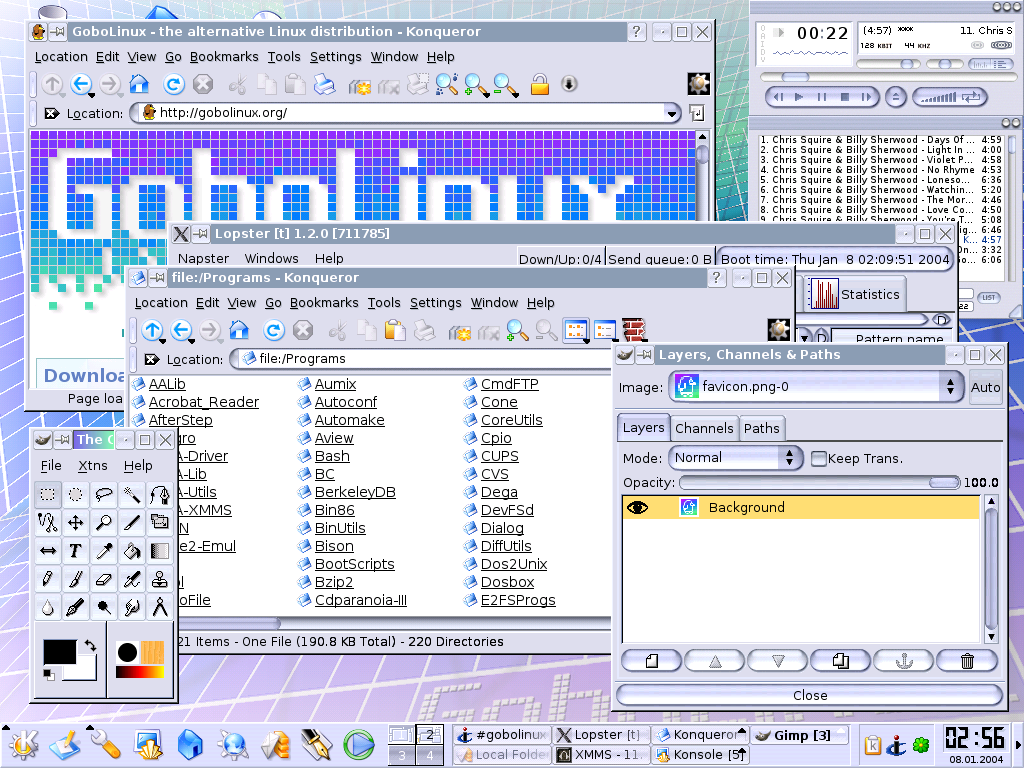 GoboLinux - the alternative Linux distribution - Konqueror
Location Edit View Go Bookmarks Tools Settings Window Help
Location: http://gobolinux.org/
GoboLinux
Downloa
Page loa
00:22
(4:57) *** 11. Chris S
128 KBIT 44 KHZ
1. Chris Squire & Billy Sherwood - Days Of ... 4:59
2. Chris Squire & Billy Sherwood - Light In ... 4:00
3. Chris Squire & Billy Sherwood - Violet P... 4:58
4. Chris Squire & Billy Sherwood - No Rhyme 4:53
5. Chris Squire & Billy Sherwood - Loneso... 6:36
6. Chris Squire & Billy Sherwood - Watchin... 5:20
7. Chris Squire & Billy Sherwood - The Mor... 4:46
8. Chris Squire & Billy Sherwood - Love Co... 4:50
9. Chris Squire & Billy Sherwood - You're T... 5:08
ig... 6:46
K... 4:57
On... 3:32
6:06
LIST
Lopster [t] 1.2.0 [711785]
Napster Windows Help
Down/Up: 0/4 Send queue: 0 B Boot time: Thu Jan 8 02:09:51 2004
Statistics
Pattern name
file:/Programs - Konqueror
Location Edit View Go Bookmarks Tools Settings Window Help
Location: file:/Programs
AALib Aumix CmdFTP
Acrobat_Reader Autoconf Cone
AfterStep Automake CoreUtils
gro Aview Cpio
A-Driver Bash CUPS
A-Lib BC CVS
A-Utils BerkeleyDB Dega
A-XMMS Bin86 DevFSd
N BinUtils Dialog
e2-Emul Bison DiffUtils
BootScripts Dos2Unix
ol Bzip2 Dosbox
oFile Cdparanoia-III E2FSProgs
21 Items - One File (190.8 KB Total) - 220 Directories
The G
File Xtns Help
Layers, Channels & Paths
Image: favicon.png-0 Auto
Layers Channels Paths
Mode: Normal Keep Trans.
Opacity: 100.0
Background
Close
2
3 4
#gobolinux Lopster [t] Konqueror Gimp [3]
Local Folde XMMS - 11. Konsole [5]
02:56
08.01.2004